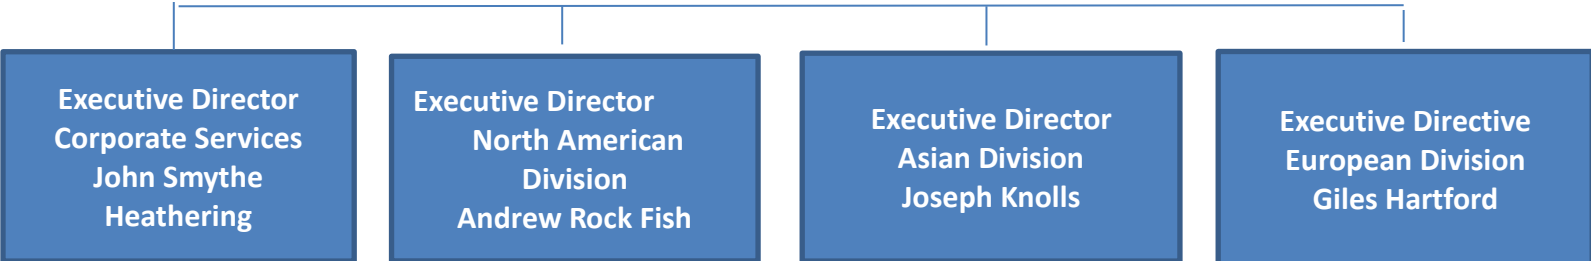 Executive Director
Corporate Services
John Smythe
Heathering
Executive Director
North American
Division
Andrew Rock Fish
Executive Director
Asian Division
Joseph Knolls
Executive Directive
European Division
Giles Hartford